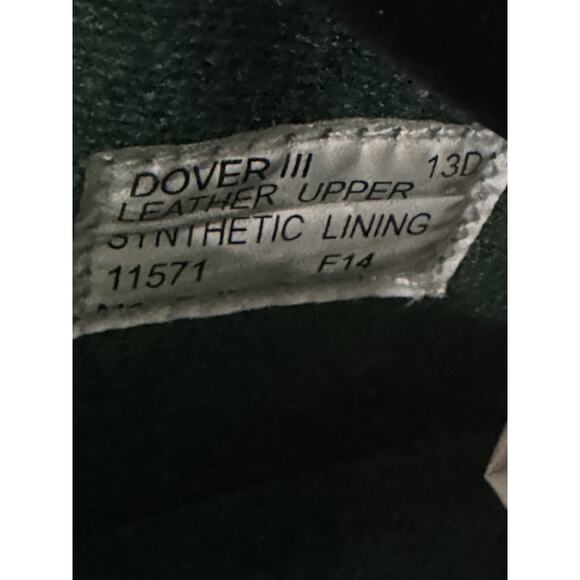 DOVER III 13D
LEATHER UPPER
SYNTHETIC LINING
11571 F14